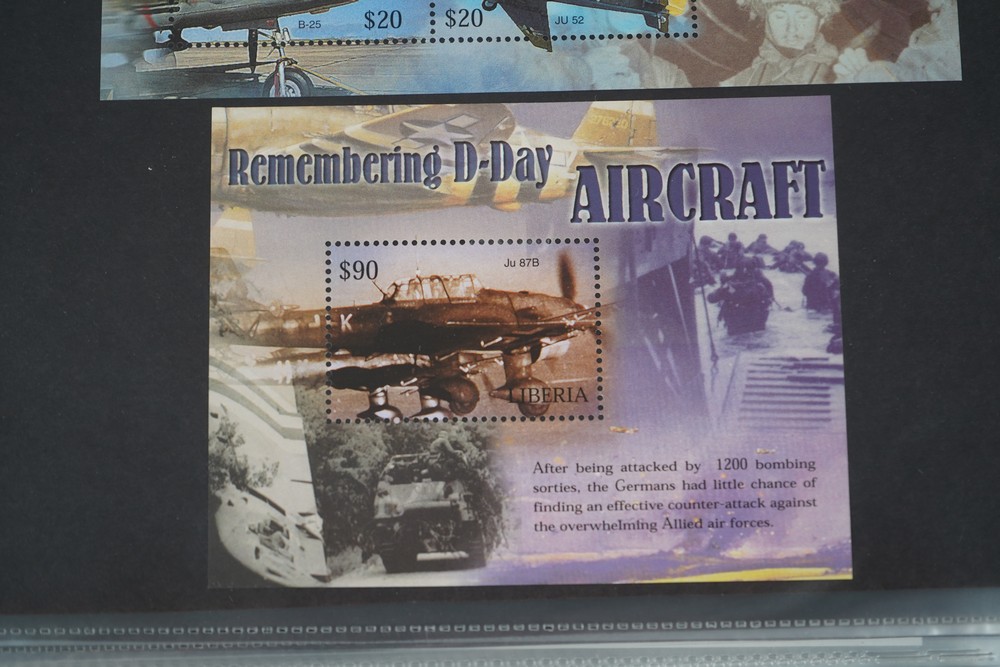 B-25 $20 $20 JU 52
Remembering D-Day
AIRCRAFT
$90 Ju 87B
J K
LIBERIA
After being attacked by 1200 bombing
sorties, the Germans had little chance of
finding an effective counter-attack against
the overwhelming Allied air forces.